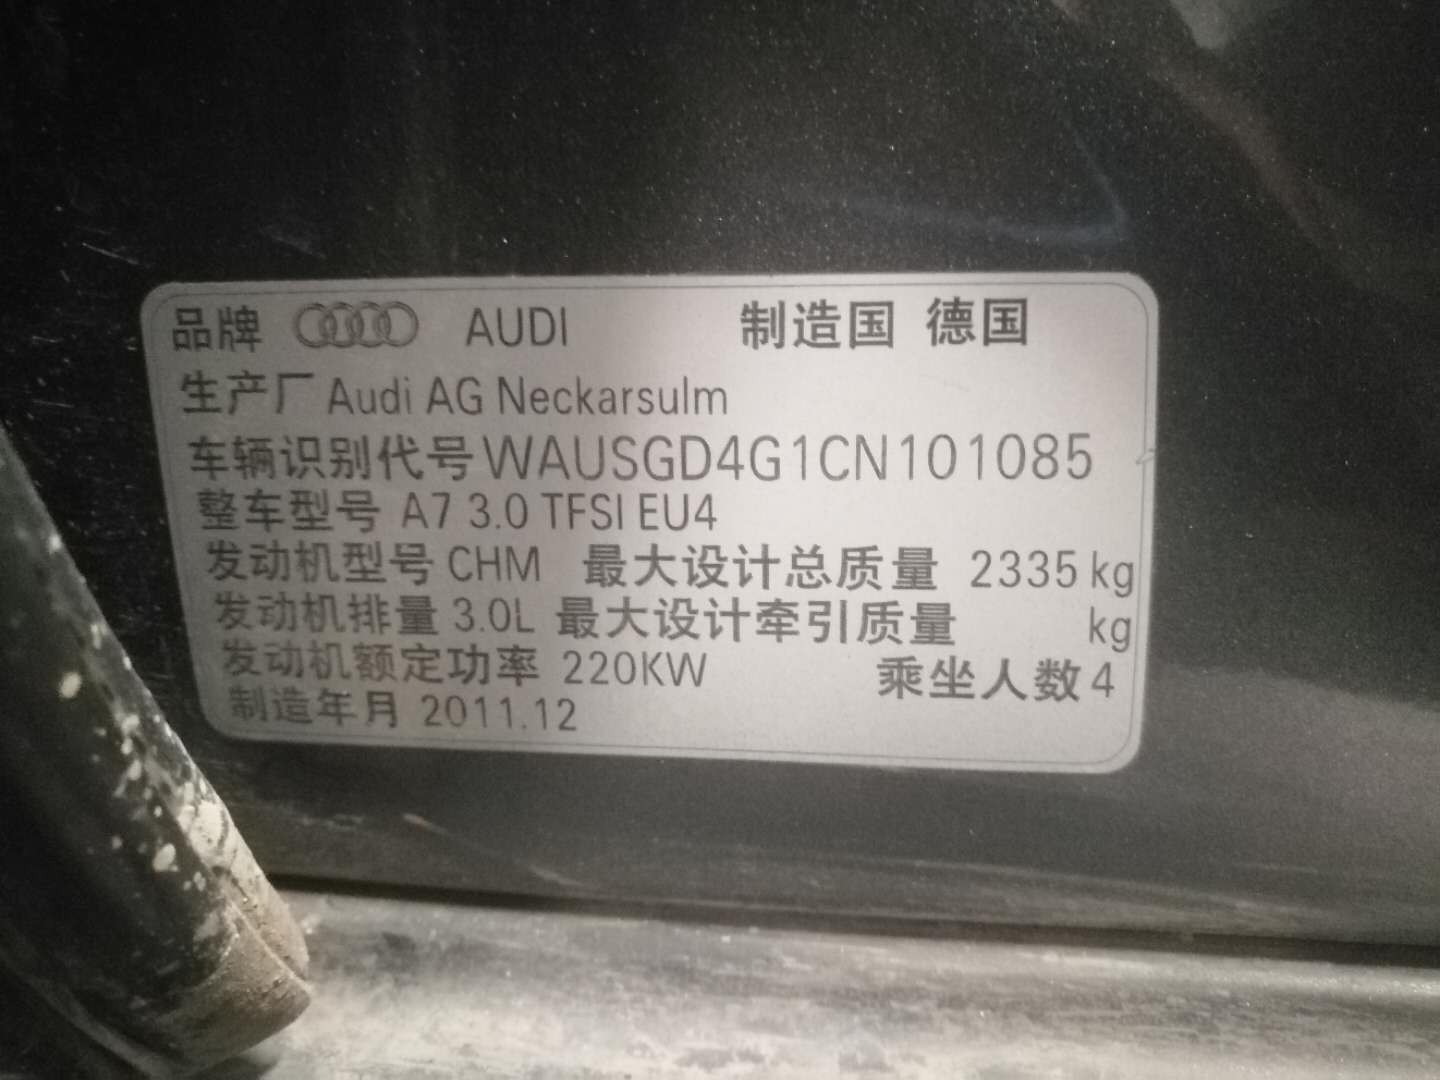 品牌 AUDI 制造国 德国
生产厂 Audi AG Neckarsulm
车辆识别代号 WAUSGD4G1CN101085
整车型号 A7 3.0 TFSI EU4
发动机型号 CHM 最大设计总质量 2335 kg
发动机排量 3.0L 最大设计牵引质量 kg
发动机额定功率 220KW 乘坐人数 4
制造年月 2011.12